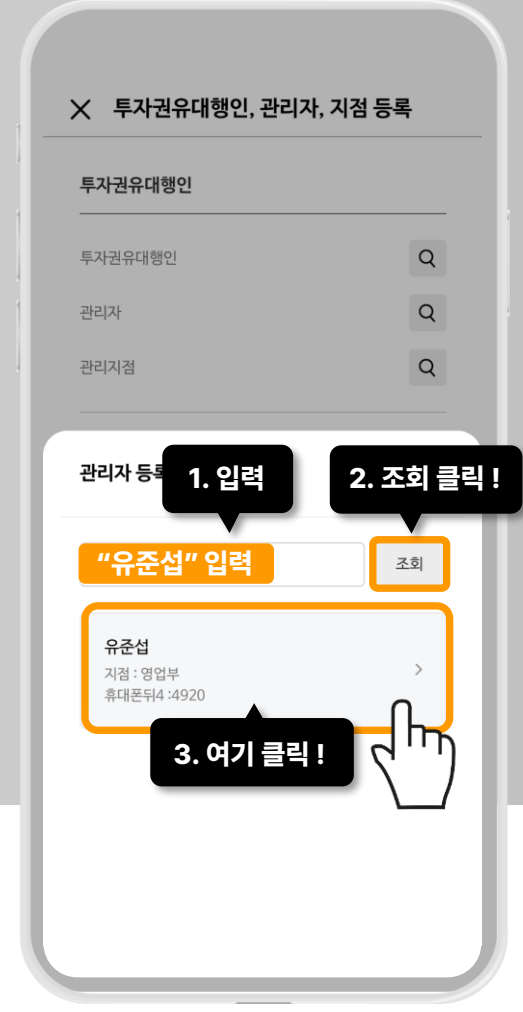 투자권유대행인, 관리자, 지점 등록
투자권유대행인
투자권유대행인
관리자
관리지점
관리자 등록
1. 입력
2. 조회 클릭 !
“유준섭” 입력
조회
유준섭
지점 : 영업부
휴대폰뒤4 :4920
3. 여기 클릭 !